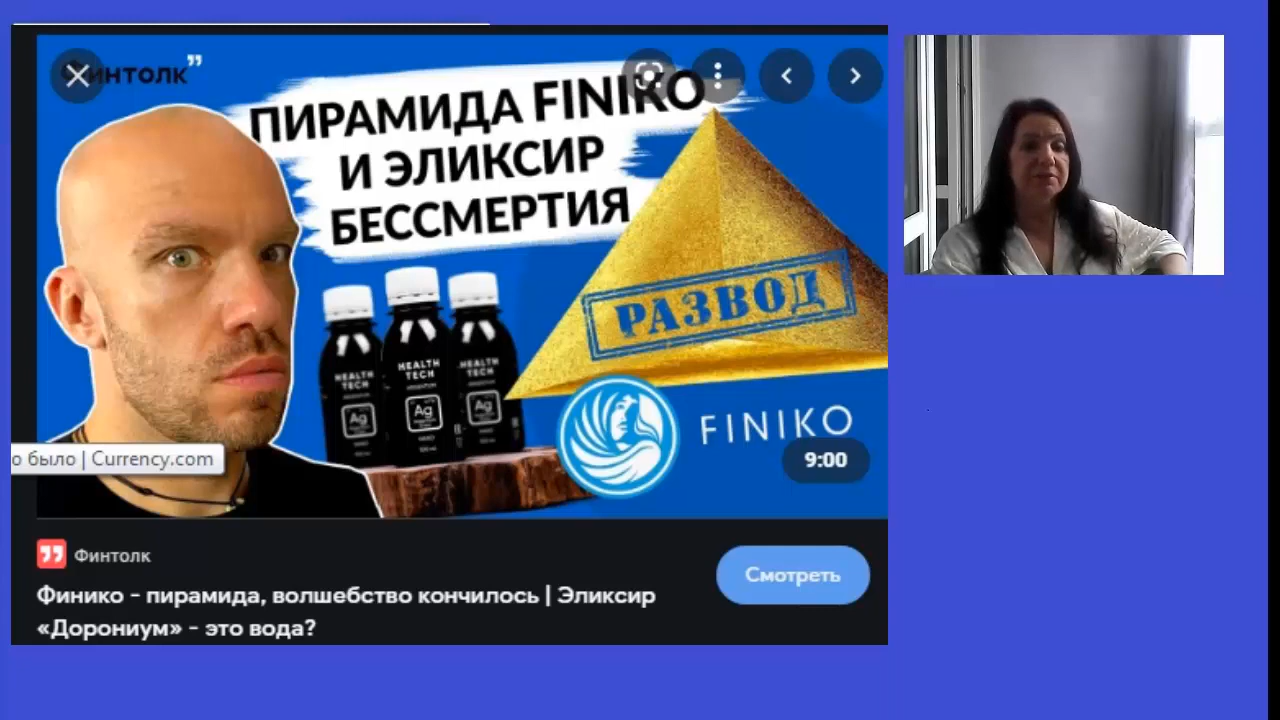 ФИНТОЛК”
ПИРАМИДА FINIKO
И ЭЛИКСИР
БЕССМЕРТИЯ
РАЗВОД
HEALTH
TECH
Ag
HEALTH
TECH
Ag
HEALTH
TECH
Ag
FINIKO
9:00
о было | Currency.com
Финтолк
Смотреть
Финико - пирамида, волшебство кончилось | Эликсир
«Дорониум» - это вода?